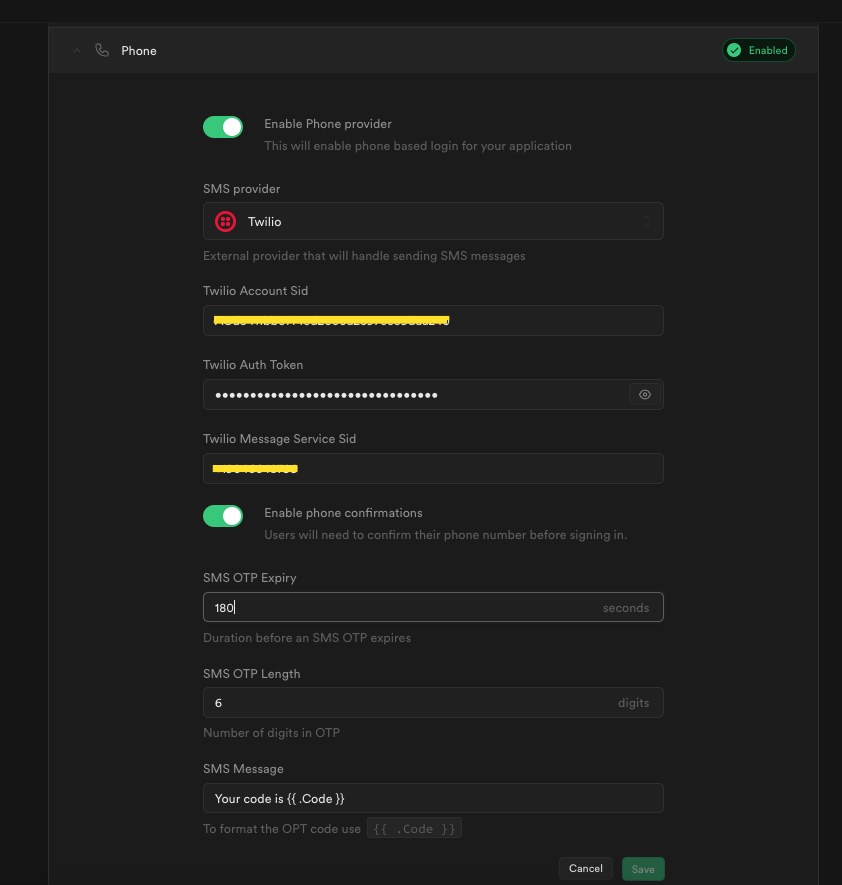 Phone
Enabled
Enable Phone provider
This will enable phone based login for your application
SMS provider
Twilio
External provider that will handle sending SMS messages
Twilio Account Sid
Twilio Auth Token
••••••••••••••••••••••••••••••••
Twilio Message Service Sid
Enable phone confirmations
Users will need to confirm their phone number before signing in.
SMS OTP Expiry
180 seconds
Duration before an SMS OTP expires
SMS OTP Length
6 digits
Number of digits in OTP
SMS Message
Your code is {{ .Code }}
To format the OPT code use {{ .Code }}
Cancel Save